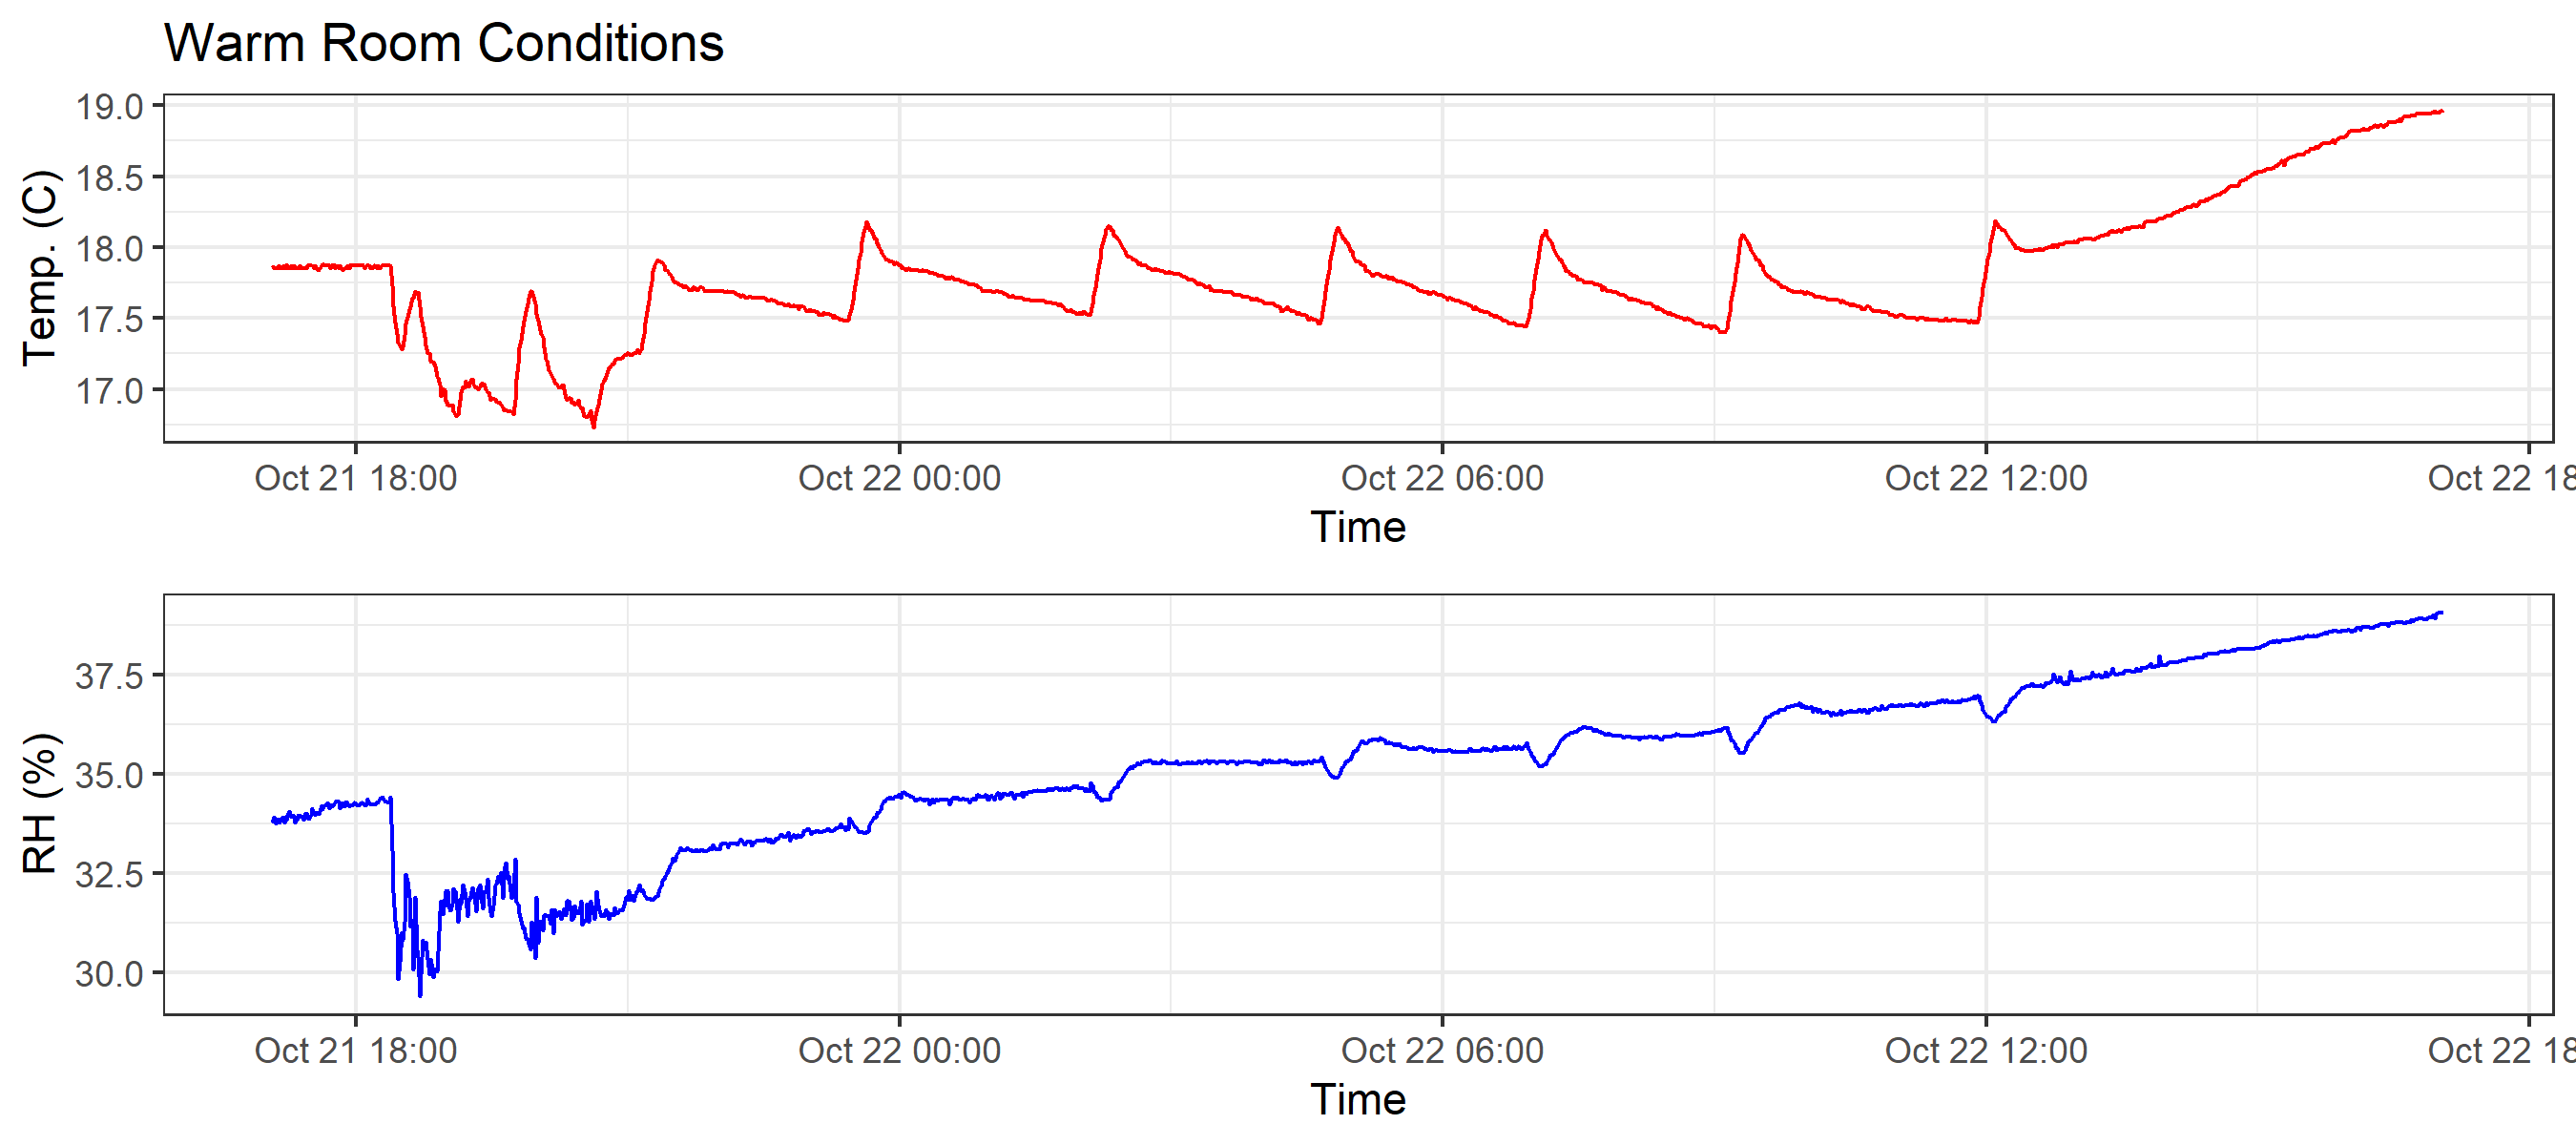 Warm Room Conditions
Temp. (C)
19.0
18.5
18.0
17.5
17.0
Oct 21 18:00 Oct 22 00:00 Oct 22 06:00 Oct 22 12:00 Oct 22 18
Time
RH (%)
37.5
35.0
32.5
30.0
Oct 21 18:00 Oct 22 00:00 Oct 22 06:00 Oct 22 12:00 Oct 22 18
Time